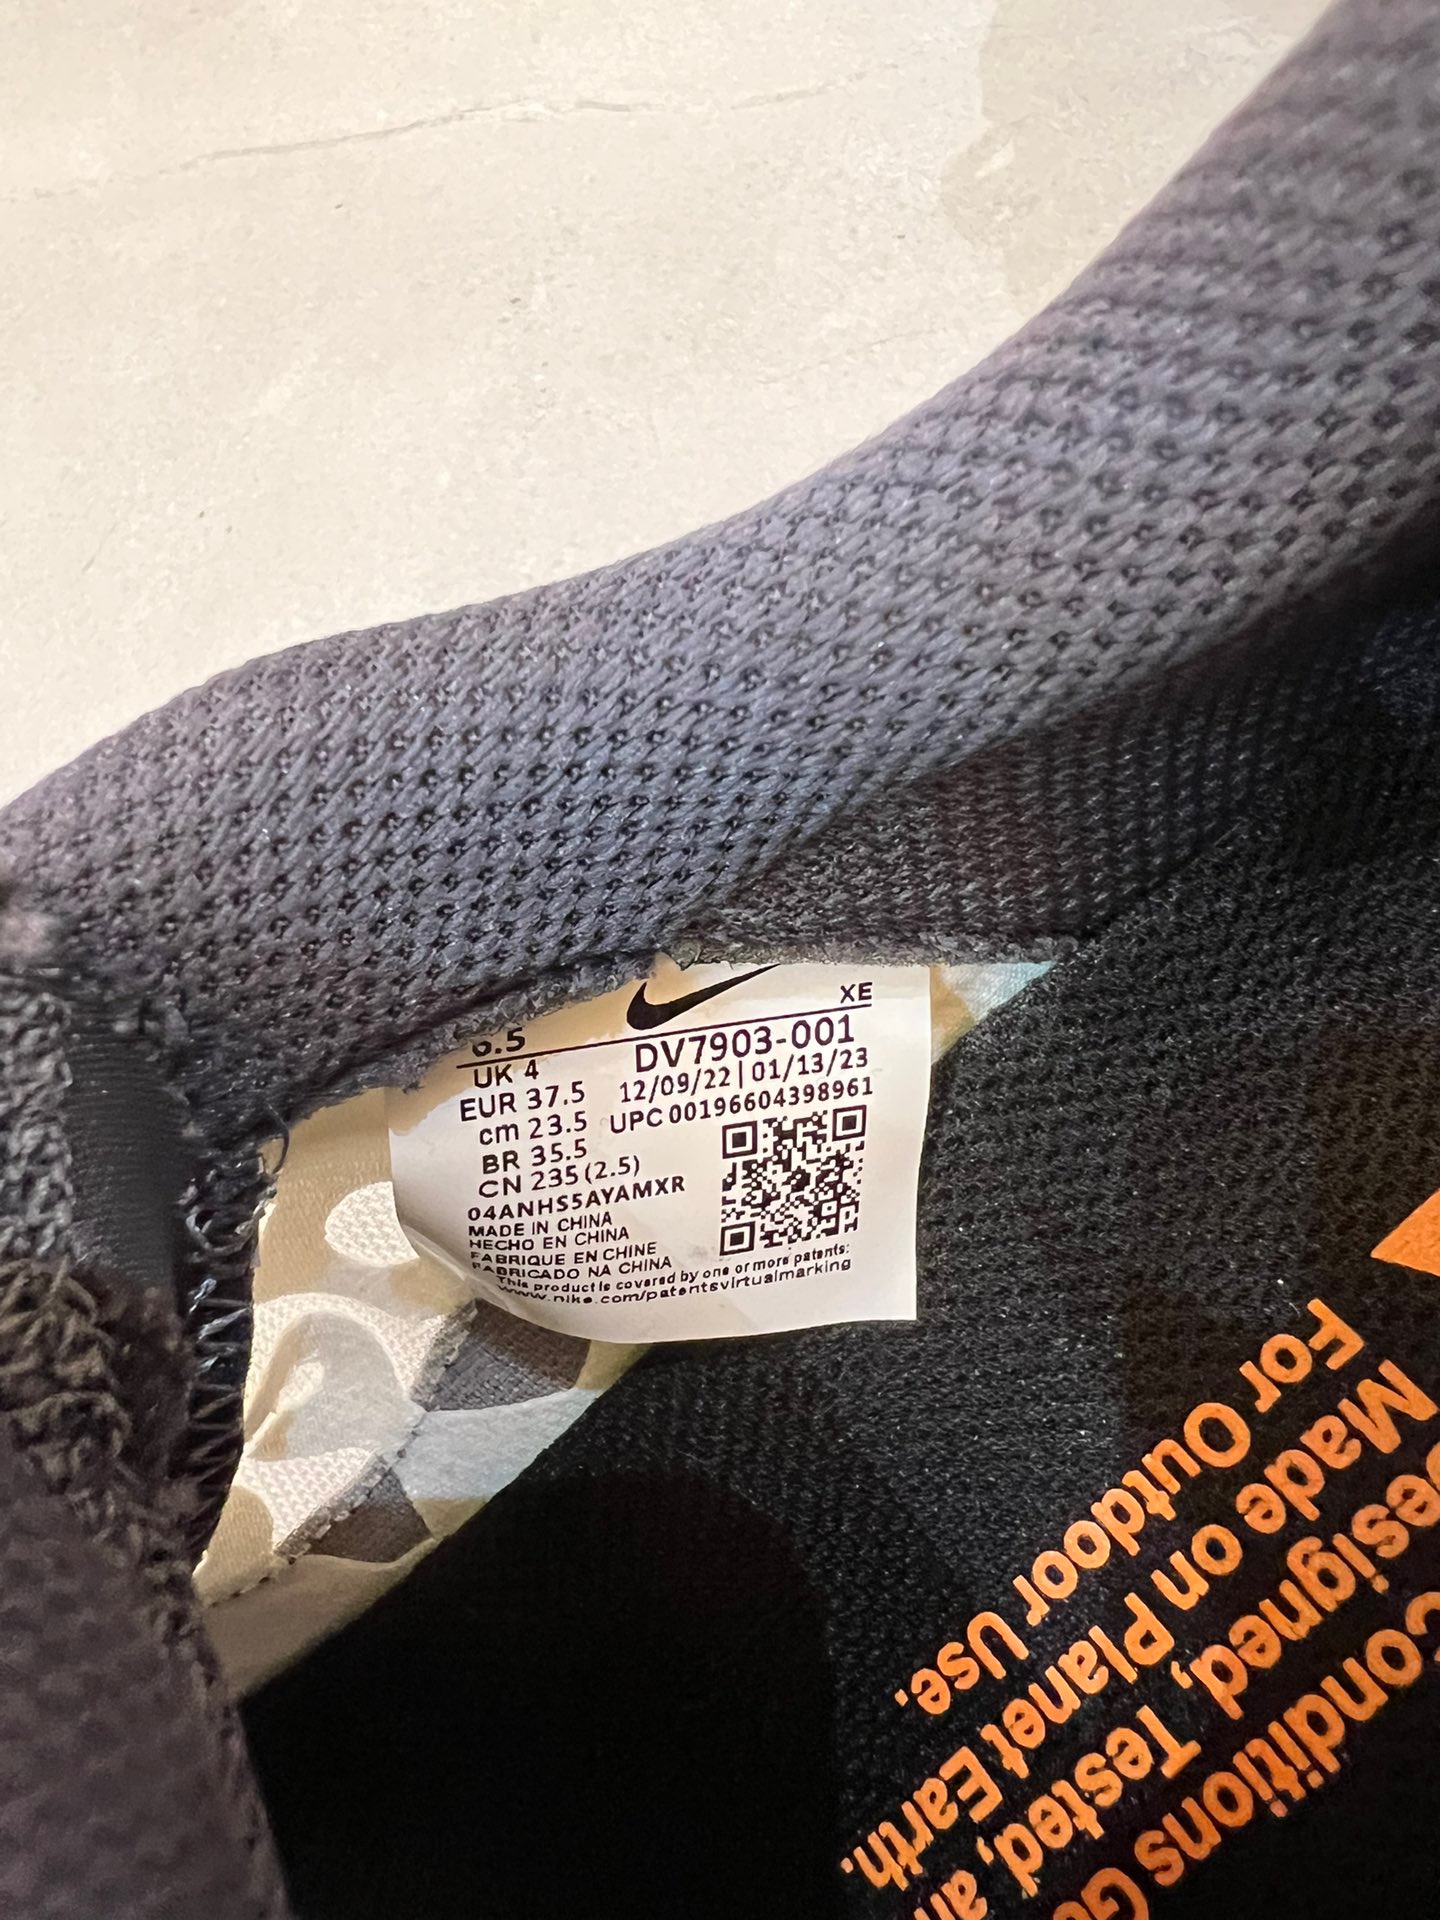 XE
6.5
DV7903-001
UK 4
12/09/22 | 01/13/23
EUR 37.5
UPC 00196604398961
cm 23.5
BR 35.5
CN 235 (2.5)
04ANHS5AYAMXR
MADE IN CHINA
HECHO EN CHINA
FABRIQUE EN CHINE
FABRICADO NA CHINA
This product is covered by one or more patents:
www.nike.com/patentsvirtualmarking
Conditions
Designed, Tested,
Made on Planet Earth.
For Outdoor Use.